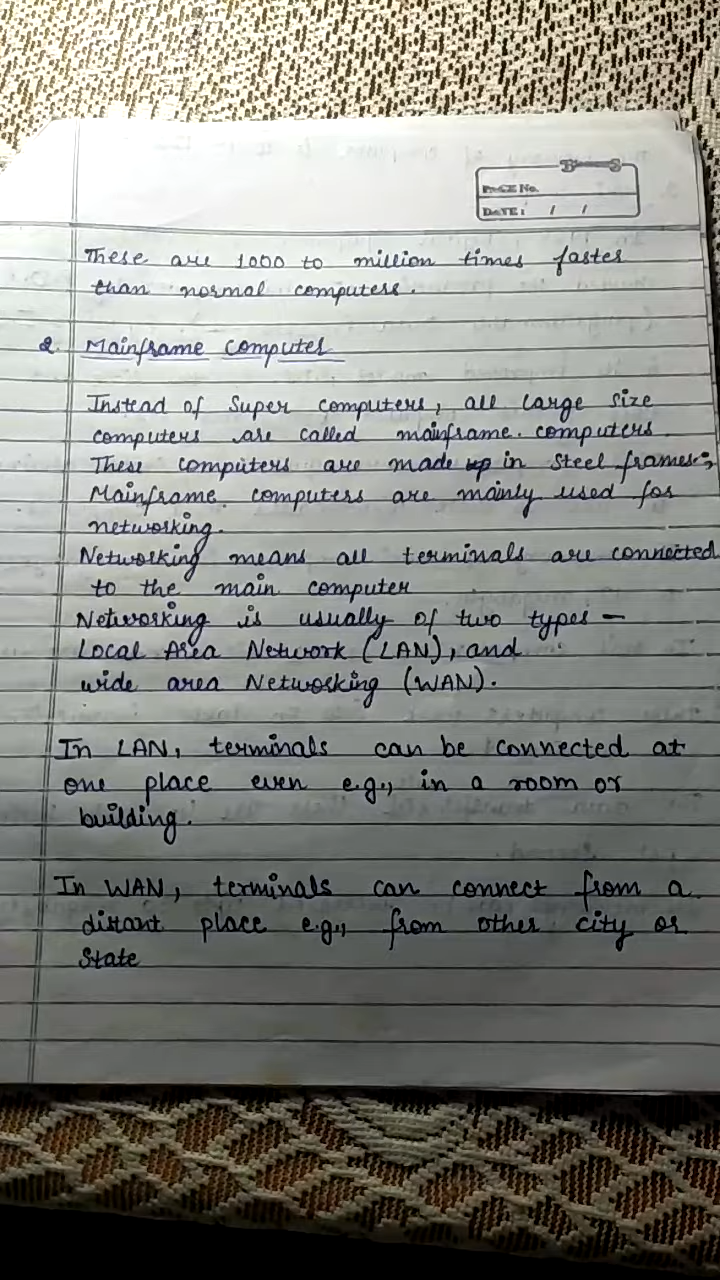 PAGE No.
DATE: / /
These are 1000 to million times faster
than normal computers.
2. Mainframe Computer
Instead of Super computers, all large size
computers are called mainframe computers
These computers are made up in Steel frames,
Mainframe computers are mainly used for
networking.
Networking means all terminals are connected
to the main computer
Networking is usually of two types —
Local Area Network (LAN), and
wide area Networking (WAN).
In LAN, terminals can be connected at
one place even e.g., in a room or
building.
In WAN, terminals can connect from a
distant place e.g., from other city or
State